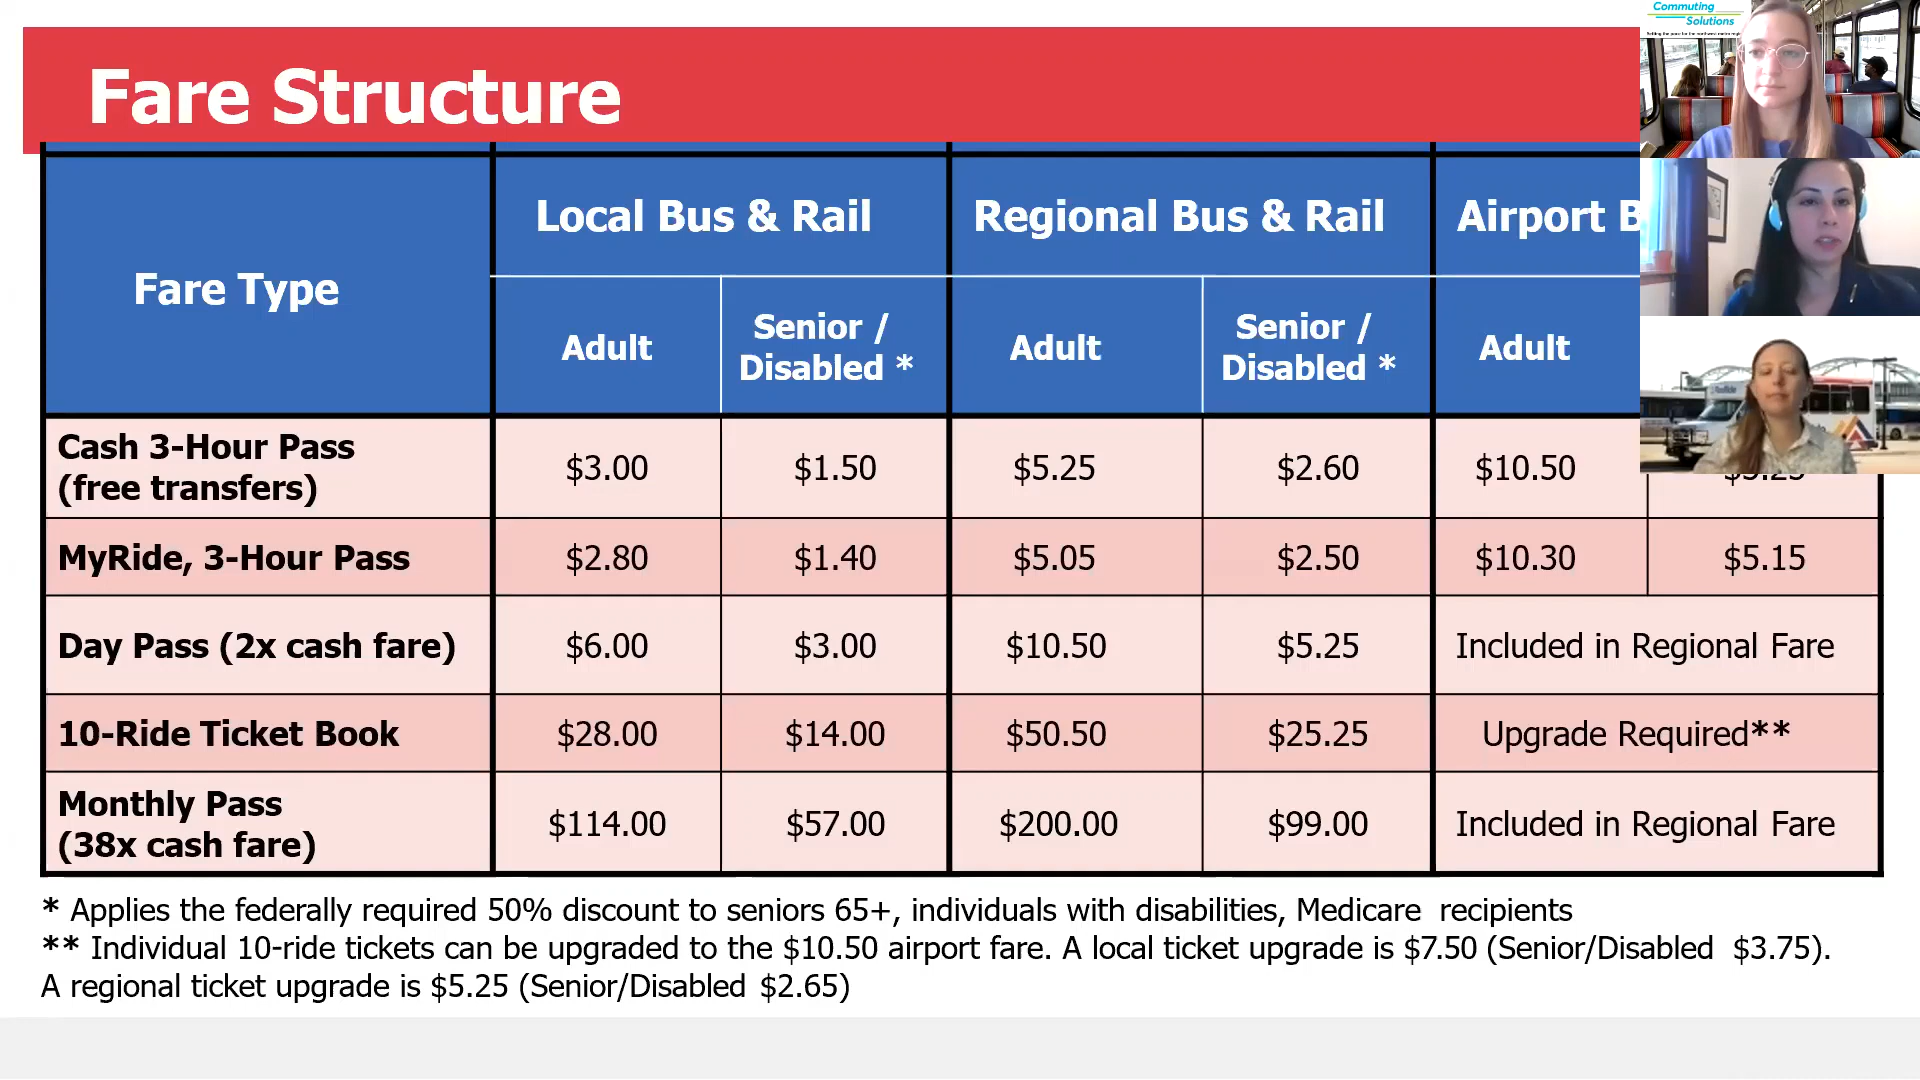 Commuting
Solutions
Fare Structure
Fare Type
Local Bus & Rail
Regional Bus & Rail
Airport B
Adult
Senior /
Disabled *
Adult
Senior /
Disabled *
Adult
Cash 3-Hour Pass
(free transfers)
$3.00
$1.50
$5.25
$2.60
$10.50
MyRide, 3-Hour Pass
$2.80
$1.40
$5.05
$2.50
$10.30
$5.15
Day Pass (2x cash fare)
$6.00
$3.00
$10.50
$5.25
Included in Regional Fare
10-Ride Ticket Book
$28.00
$14.00
$50.50
$25.25
Upgrade Required**
Monthly Pass
(38x cash fare)
$114.00
$57.00
$200.00
$99.00
Included in Regional Fare
* Applies the federally required 50% discount to seniors 65+, individuals with disabilities, Medicare recipients
** Individual 10-ride tickets can be upgraded to the $10.50 airport fare. A local ticket upgrade is $7.50 (Senior/Disabled $3.75).
A regional ticket upgrade is $5.25 (Senior/Disabled $2.65)